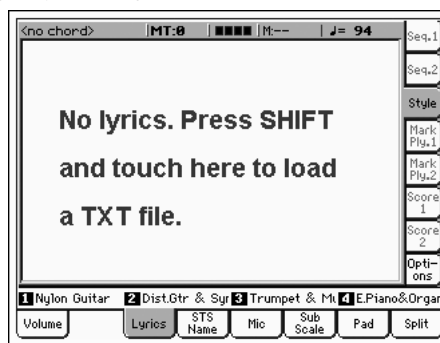 <no chord> MT:0 M:-- ♩= 94
Seq.1
Seq.2
Style
Mark
Ply.1
Mark
Ply.2
Score
1
Score
2
Opti-
ons
No lyrics. Press SHIFT
and touch here to load
a TXT file.
1 Nylon Guitar 2 Dist.Gtr & Syr 3 Trumpet & Mu 4 E.Piano&Organ
Volume Lyrics STS Name Mic Sub Scale Pad Split